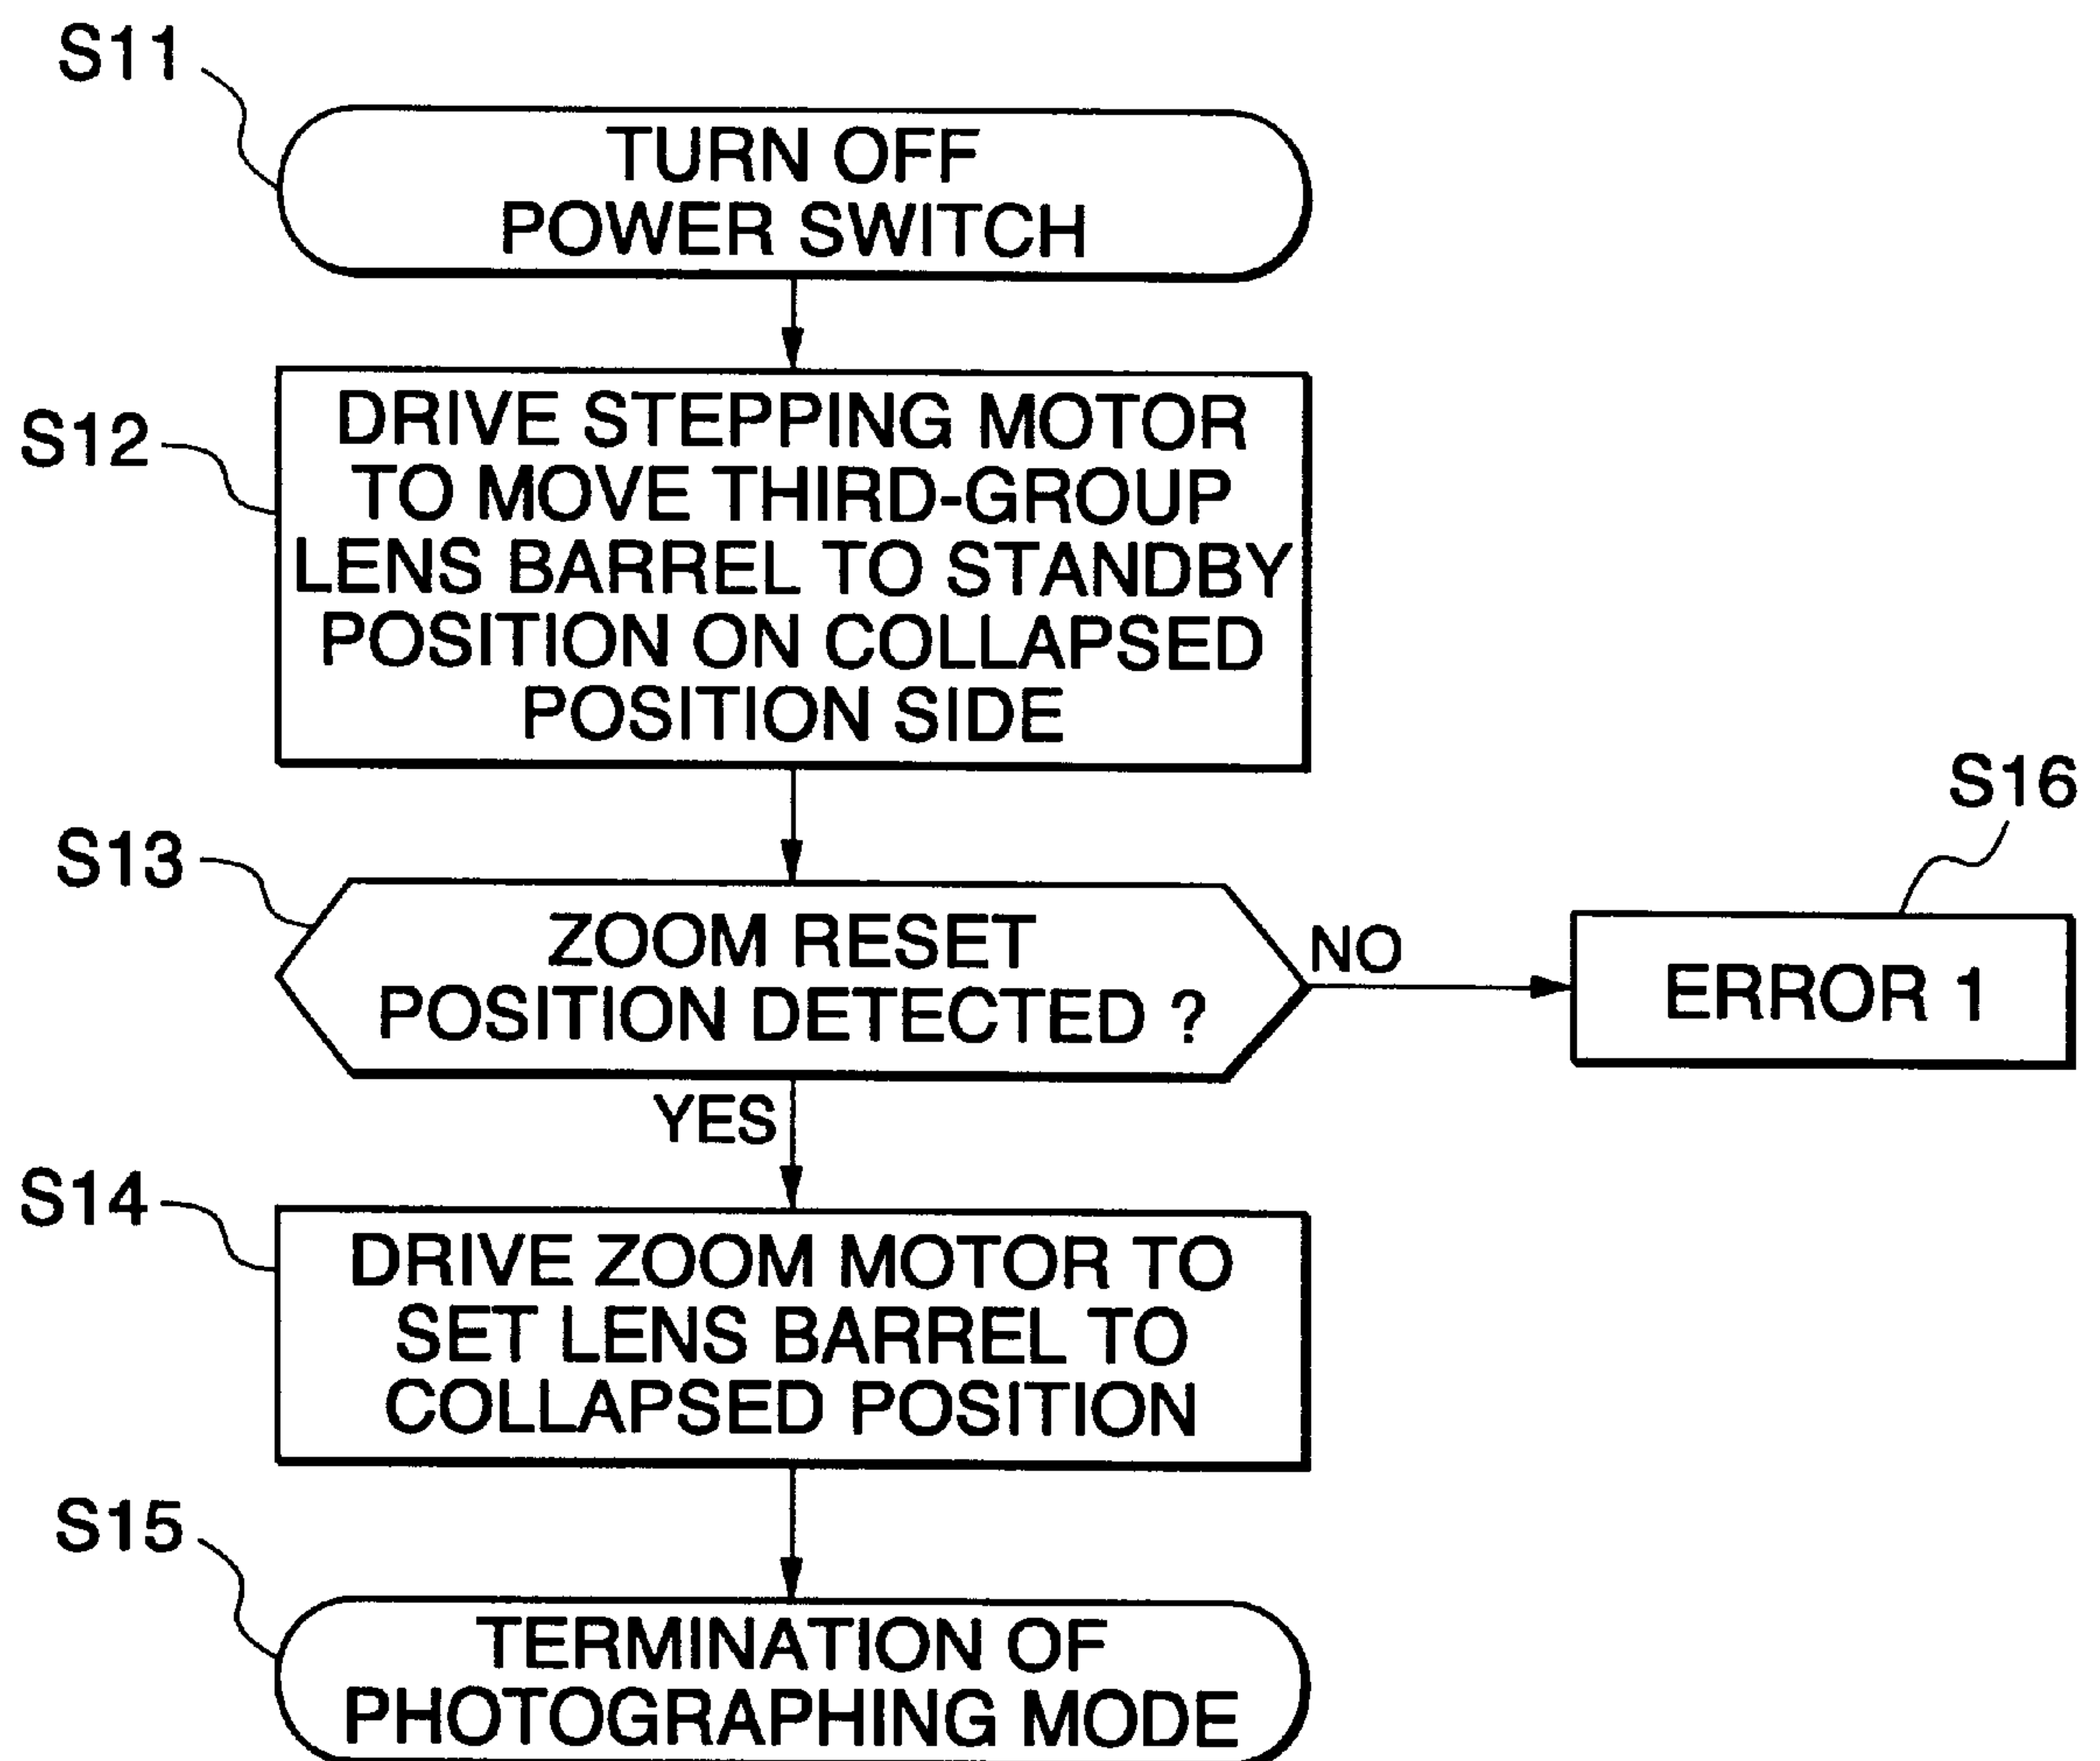 S11
TURN OFF
POWER SWITCH
S12
DRIVE STEPPING MOTOR
TO MOVE THIRD-GROUP
LENS BARREL TO STANDBY
POSITION ON COLLAPSED
POSITION SIDE
S13
ZOOM RESET
POSITION DETECTED ?
NO
S16
ERROR 1
YES
S14
DRIVE ZOOM MOTOR TO
SET LENS BARREL TO
COLLAPSED POSITION
S15
TERMINATION OF
PHOTOGRAPHING MODE